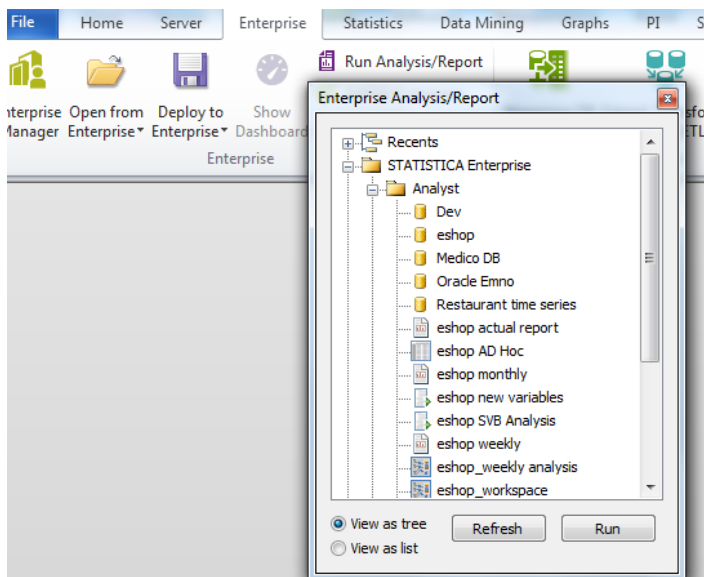 File Home Server Enterprise Statistics Data Mining Graphs PI
Run Analysis/Report
Enterprise Analysis/Report
nterprise Open from Deploy to Show
Manager Enterprise Enterprise Dashboard
Enterprise
Recents
STATISTICA Enterprise
Analyst
Dev
eshop
Medico DB
Oracle Emno
Restaurant time series
eshop actual report
eshop AD Hoc
eshop monthly
eshop new variables
eshop SVB Analysis
eshop weekly
eshop_weekly analysis
eshop_workspace
View as tree
View as list
Refresh
Run